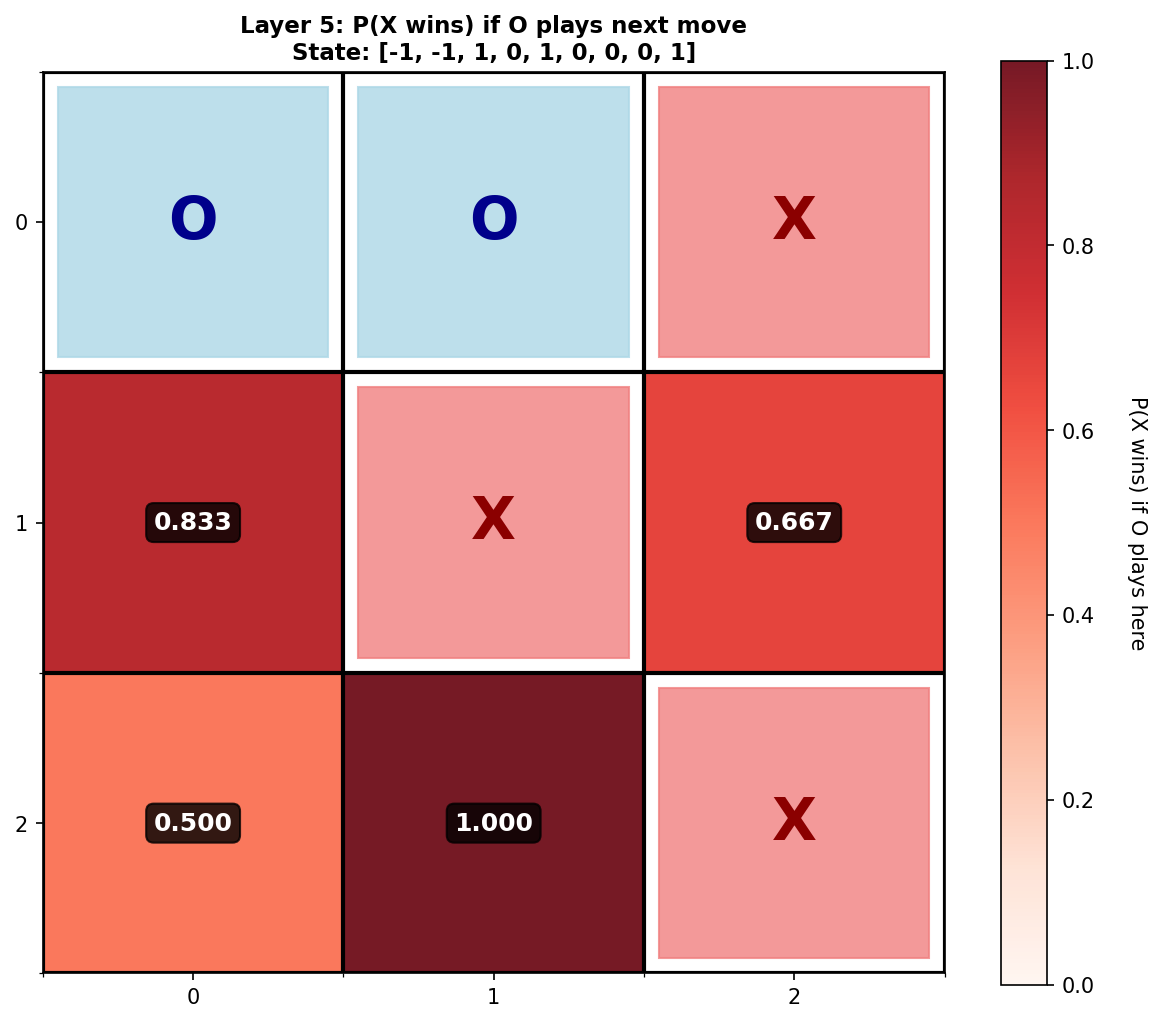 Layer 5: P(X wins) if O plays next move
State: [-1, -1, 1, 0, 1, 0, 0, 0, 1]
0
O
O
X
1
0.833
X
0.667
2
0.500
1.000
X
0
1
2
1.0
0.8
0.6
0.4
0.2
0.0
P(X wins) if O plays here